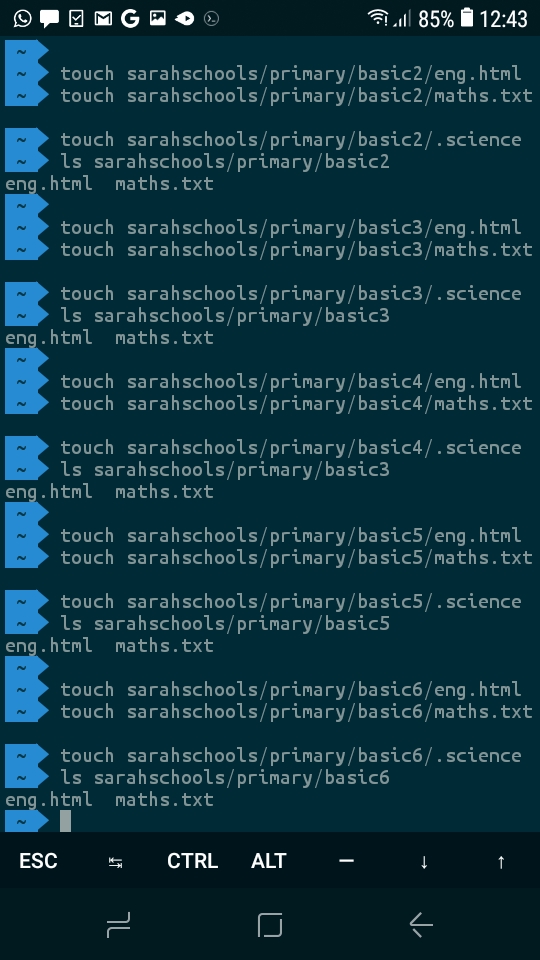 85% 12:43
~
~ touch sarahschools/primary/basic2/eng.html
~ touch sarahschools/primary/basic2/maths.txt
~ touch sarahschools/primary/basic2/.science
~ ls sarahschools/primary/basic2
eng.html maths.txt
~
~ touch sarahschools/primary/basic3/eng.html
~ touch sarahschools/primary/basic3/maths.txt
~ touch sarahschools/primary/basic3/.science
~ ls sarahschools/primary/basic3
eng.html maths.txt
~
~ touch sarahschools/primary/basic4/eng.html
~ touch sarahschools/primary/basic4/maths.txt
~ touch sarahschools/primary/basic4/.science
~ ls sarahschools/primary/basic3
eng.html maths.txt
~
~ touch sarahschools/primary/basic5/eng.html
~ touch sarahschools/primary/basic5/maths.txt
~ touch sarahschools/primary/basic5/.science
~ ls sarahschools/primary/basic5
eng.html maths.txt
~
~ touch sarahschools/primary/basic6/eng.html
~ touch sarahschools/primary/basic6/maths.txt
~ touch sarahschools/primary/basic6/.science
~ ls sarahschools/primary/basic6
eng.html maths.txt
~
ESC ↹ CTRL ALT — ↓ ↑